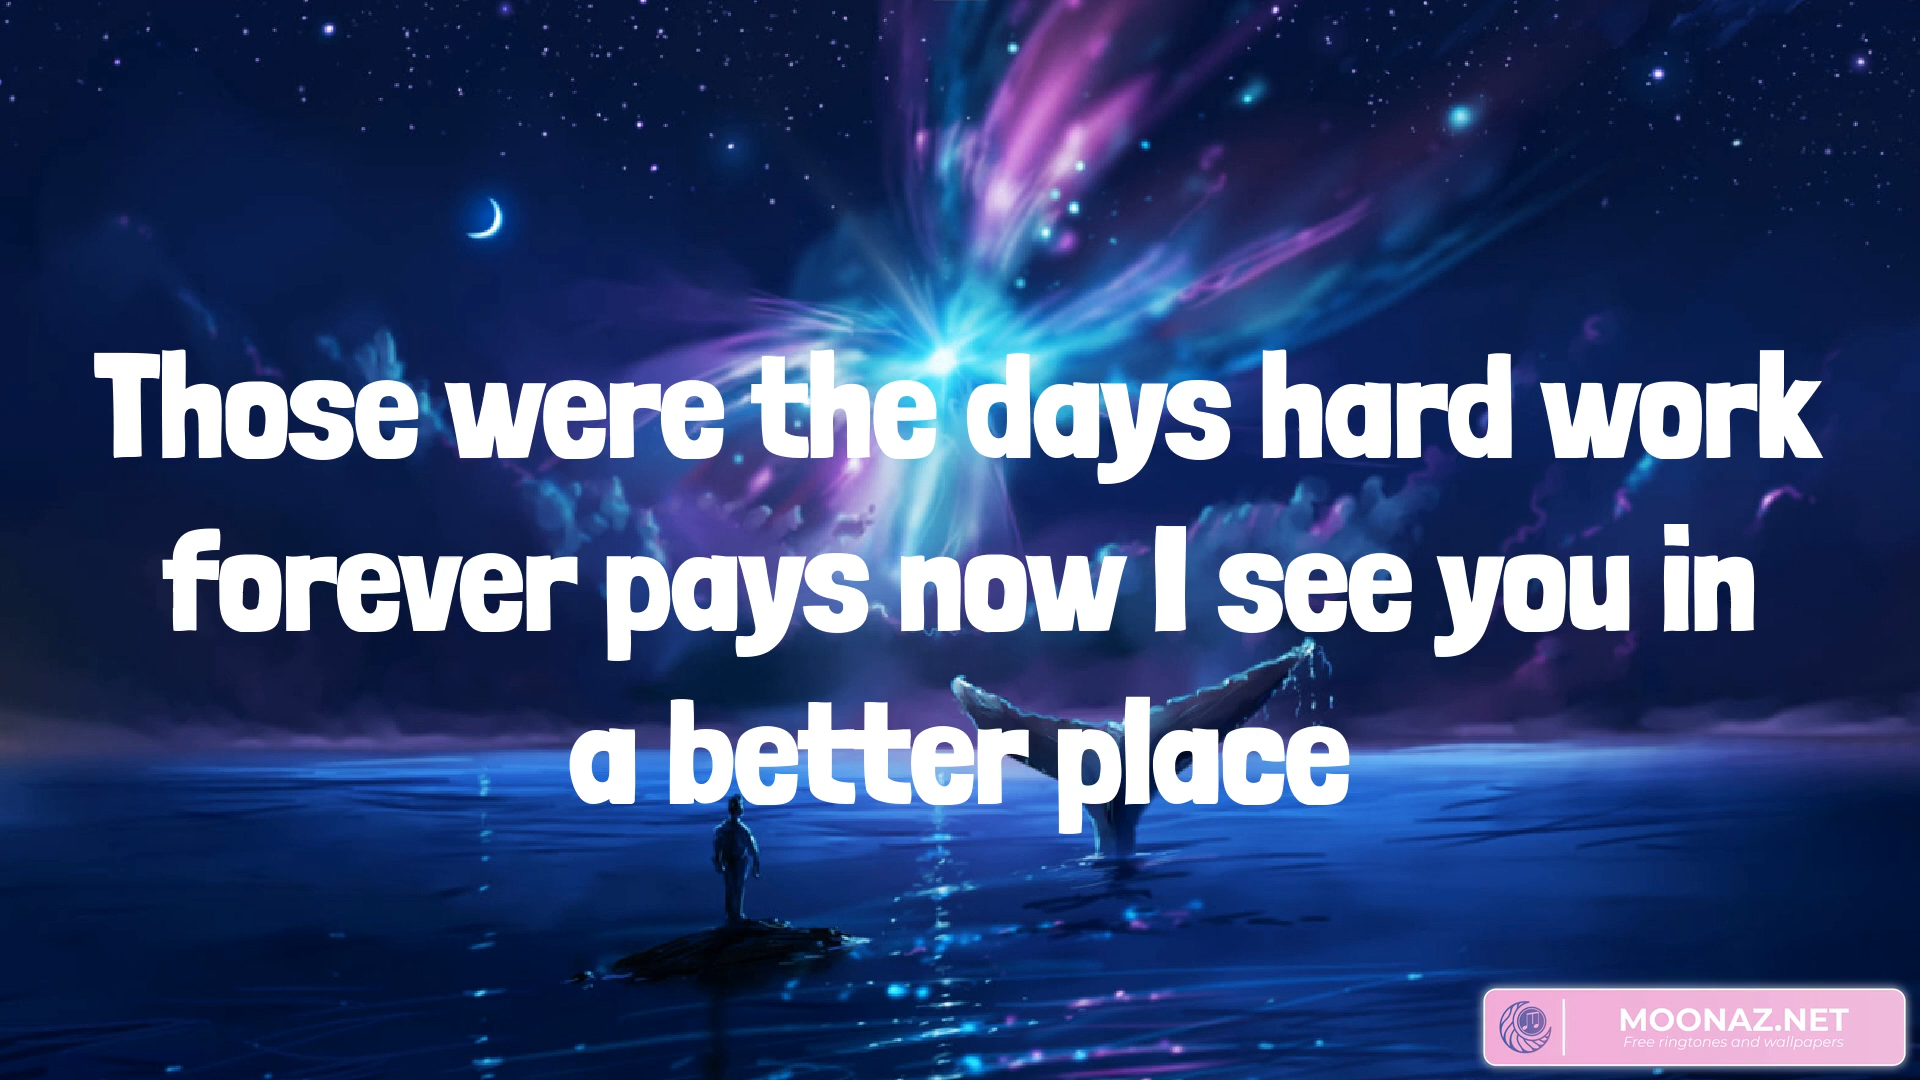 Those were the days hard work
forever pays now I see you in
a better place
MOONAZ.NET
Free ringtones and wallpapers